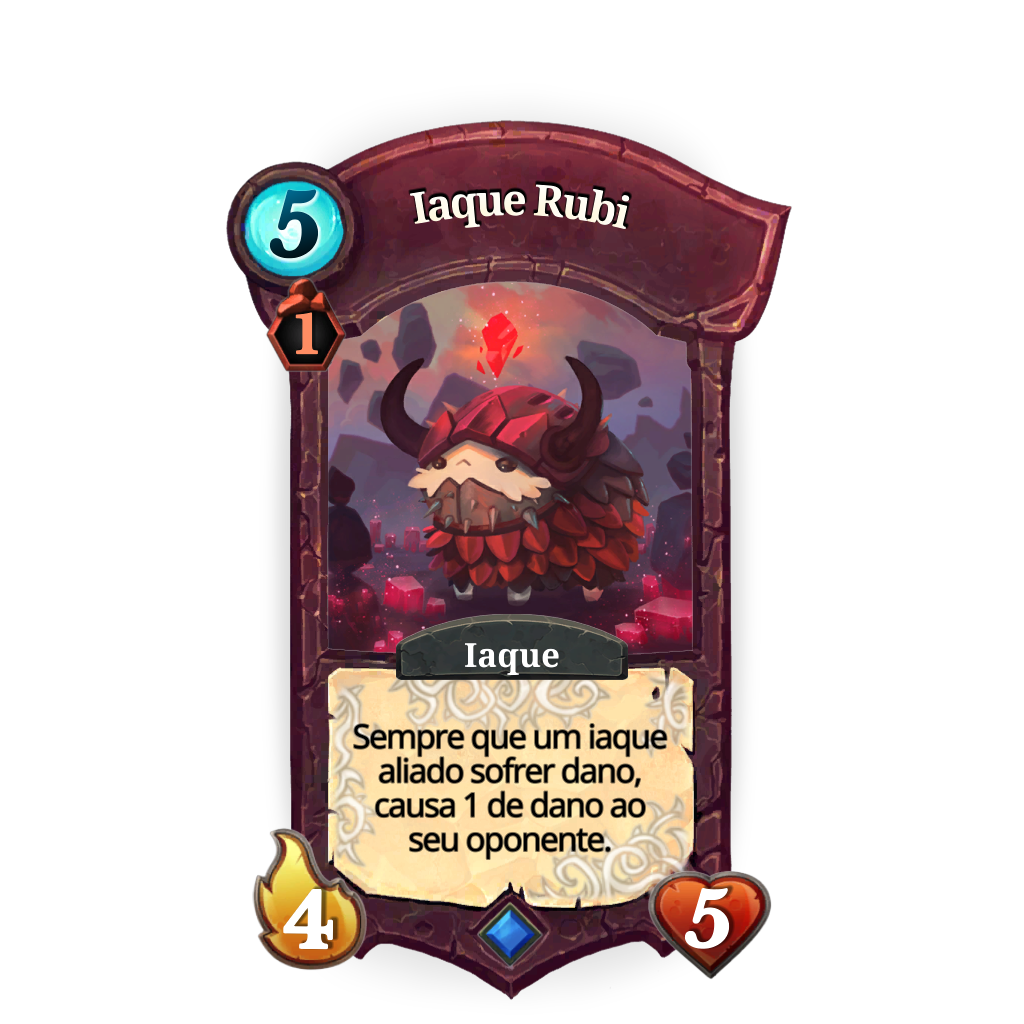 5
Iaque Rubi
1
Iaque
Sempre que um iaque
aliado sofrer dano,
causa 1 de dano ao
seu oponente.
4
5